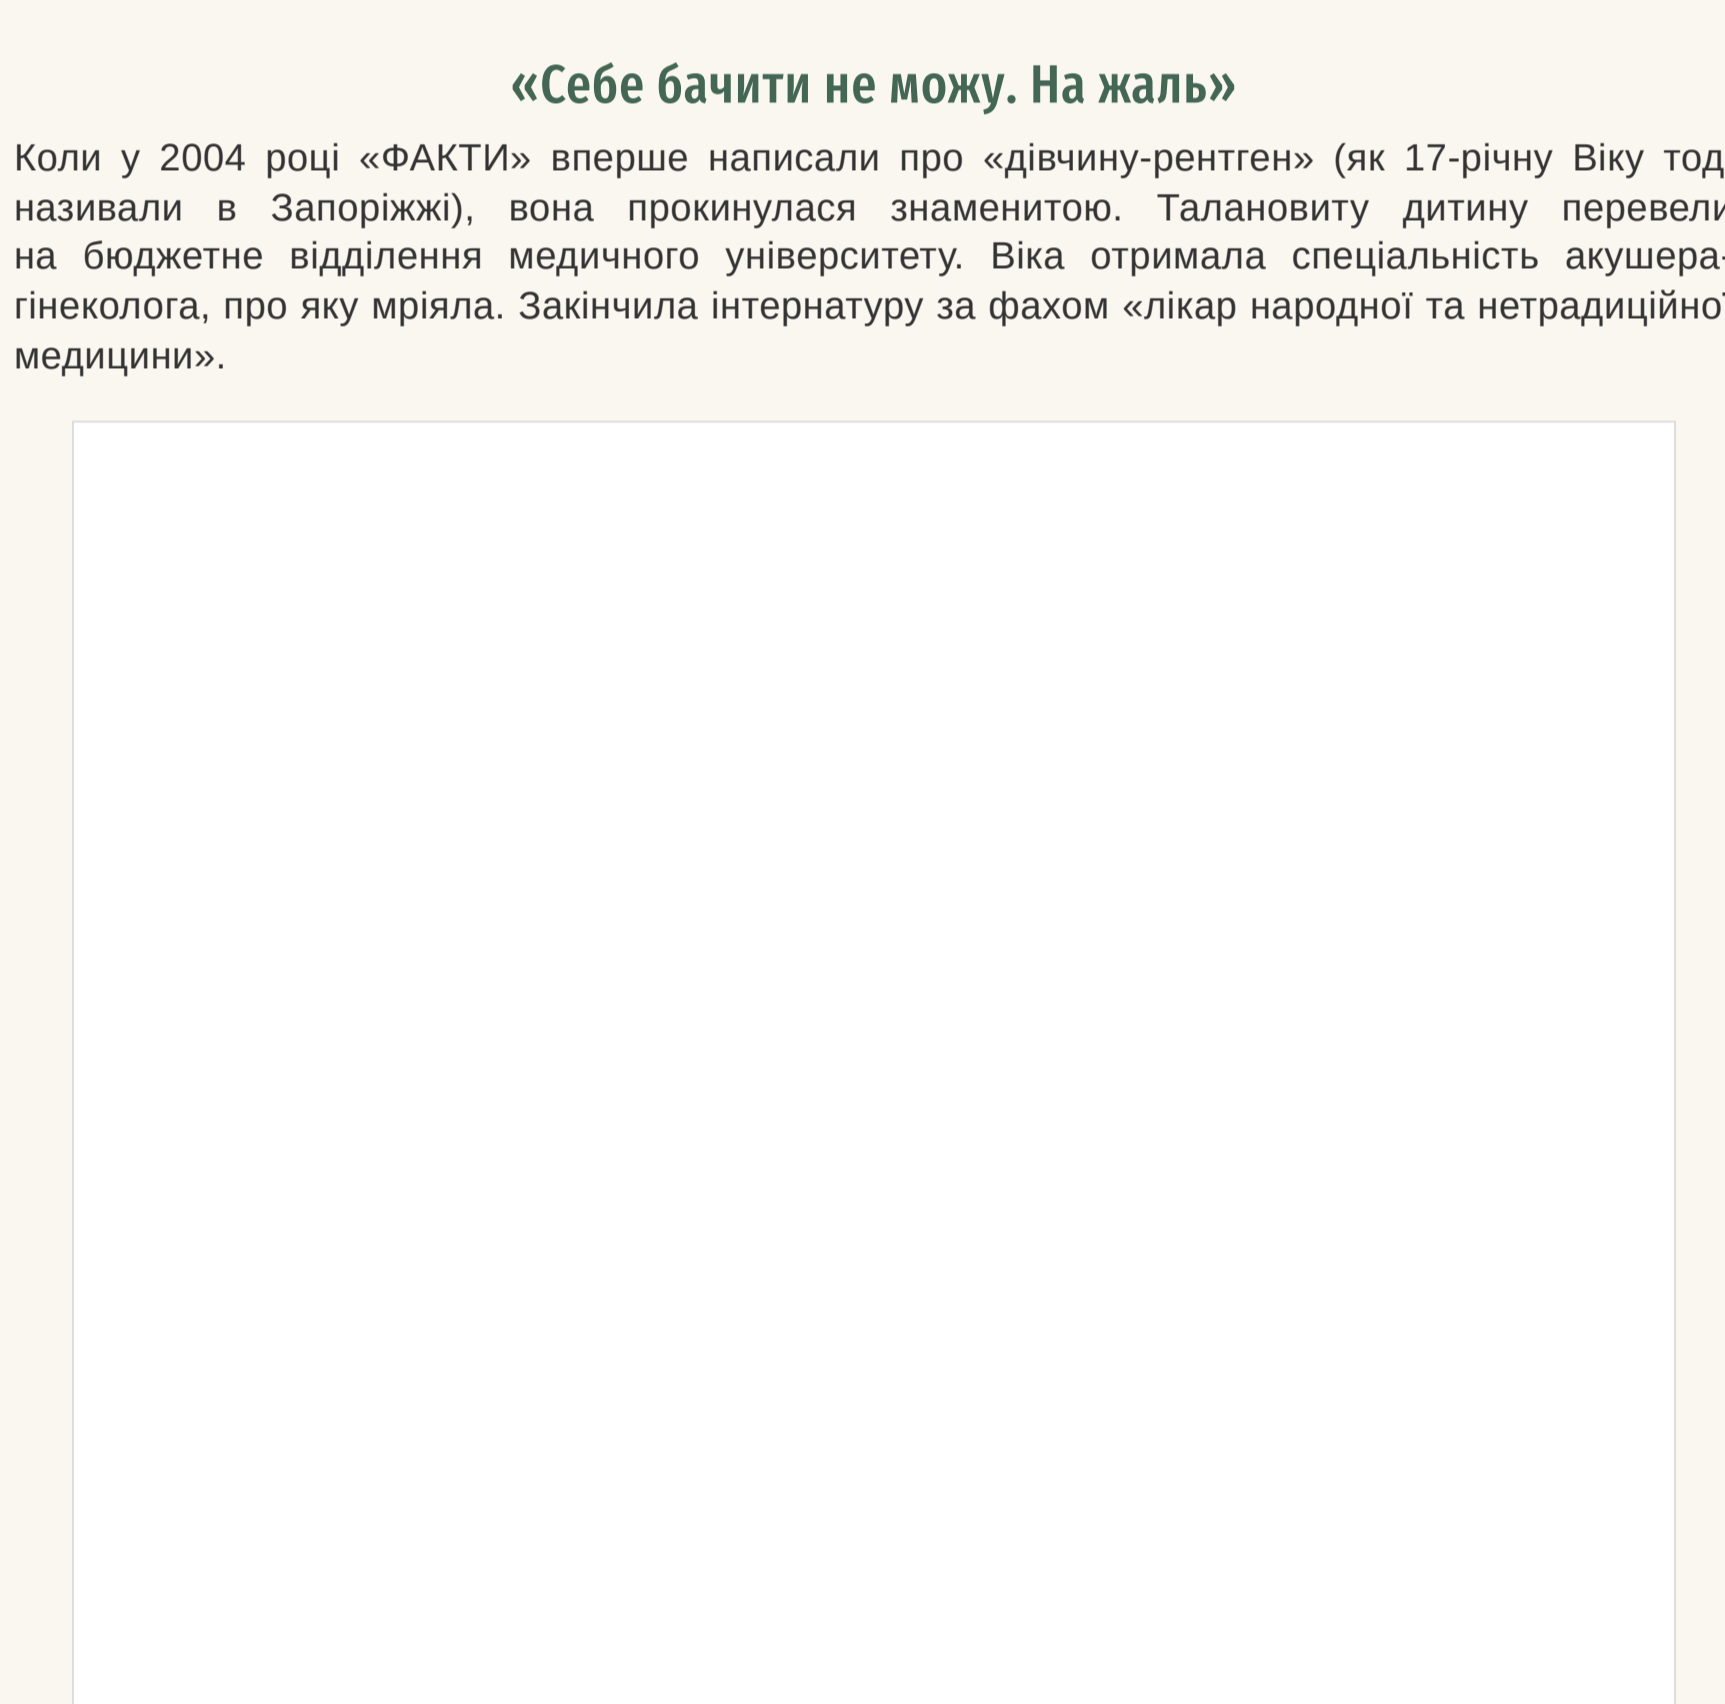 «Себе бачити не можу. На жаль»
Коли у 2004 році «ФАКТИ» вперше написали про «дівчину-рентген» (як 17-річну Віку тод
називали в Запоріжжі), вона прокинулася знаменитою. Талановиту дитину перевели
на бюджетне відділення медичного університету. Віка отримала спеціальність акушера-
гінеколога, про яку мріяла. Закінчила інтернатуру за фахом «лікар народної та нетрадиційної
медицини».